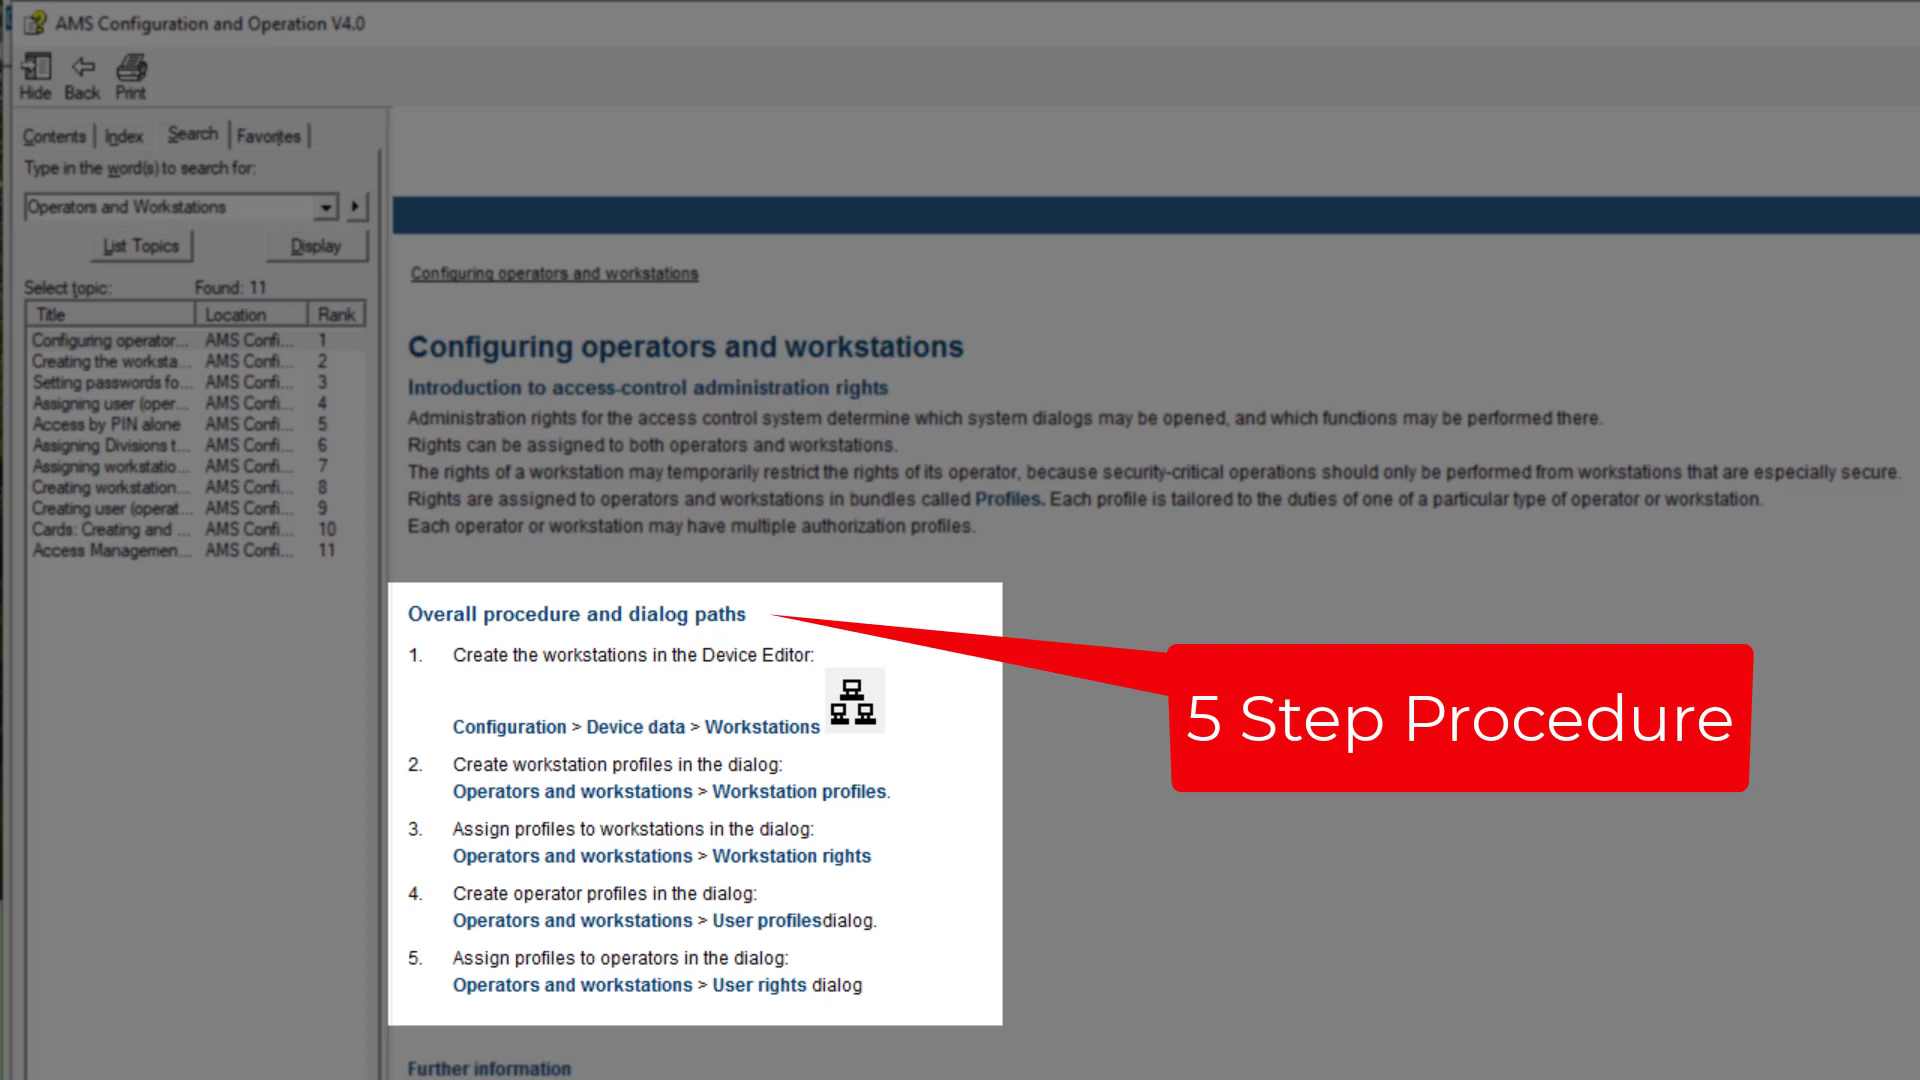 AMS Configuration and Operation V4.0
Hide Back Print
Contents Index Search Favorites
Type in the word(s) to search for:
Operators and Workstations
List Topics Display
Select topic: Found: 11
Title Location Rank
Configuring operator... AMS Confi... 1
Creating the worksta... AMS Confi... 2
Setting passwords fo... AMS Confi... 3
Assigning user (oper... AMS Confi... 4
Access by PIN alone AMS Confi... 5
Assigning Divisions t... AMS Confi... 6
Assigning workstatio... AMS Confi... 7
Creating workstation... AMS Confi... 8
Creating user (operat... AMS Confi... 9
Cards: Creating and ... AMS Confi... 10
Access Managemen... AMS Confi... 11
Configuring operators and workstations
Configuring operators and workstations
Introduction to access-control administration rights
Administration rights for the access control system determine which system dialogs may be opened, and which functions may be performed there.
Rights can be assigned to both operators and workstations.
The rights of a workstation may temporarily restrict the rights of its operator, because security-critical operations should only be performed from workstations that are especially secure.
Rights are assigned to operators and workstations in bundles called Profiles. Each profile is tailored to the duties of one of a particular type of operator or workstation.
Each operator or workstation may have multiple authorization profiles.
Overall procedure and dialog paths
1. Create the workstations in the Device Editor:
Configuration > Device data > Workstations
2. Create workstation profiles in the dialog:
Operators and workstations > Workstation profiles.
3. Assign profiles to workstations in the dialog:
Operators and workstations > Workstation rights
4. Create operator profiles in the dialog:
Operators and workstations > User profilesdialog.
5. Assign profiles to operators in the dialog:
Operators and workstations > User rights dialog
5 Step Procedure
Further information